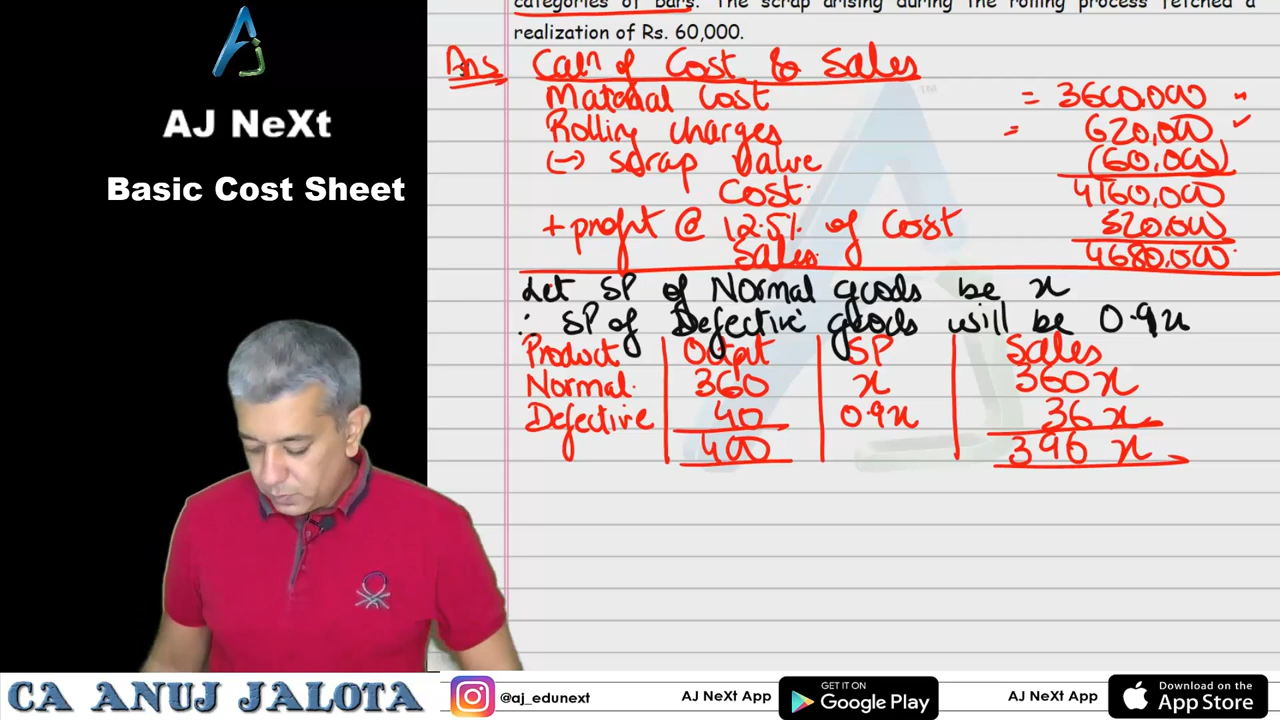 categories of bars. The scrap arising during the rolling process fetched a
realization of Rs. 60,000.
AJ NeXt
Basic Cost Sheet
Ans Caln of Cost & Sales
Material Cost = 3600,000
Rolling charges = 620,000
(-) Scrap Value (60,000)
Cost 4160,000
+ profit @ 12.5% of Cost 520,000
Sales 4680,000
Let SP of Normal goods be x
∴ SP of Defective goods will be 0.9x
Product Output SP Sales
Normal 360 x 360x
Defective 40 0.9x 36x
400 396 x
CA ANUJ JALOTA
@aj_edunext
AJ NeXt App
GET IT ON
Google Play
AJ NeXt App
Download on the
App Store